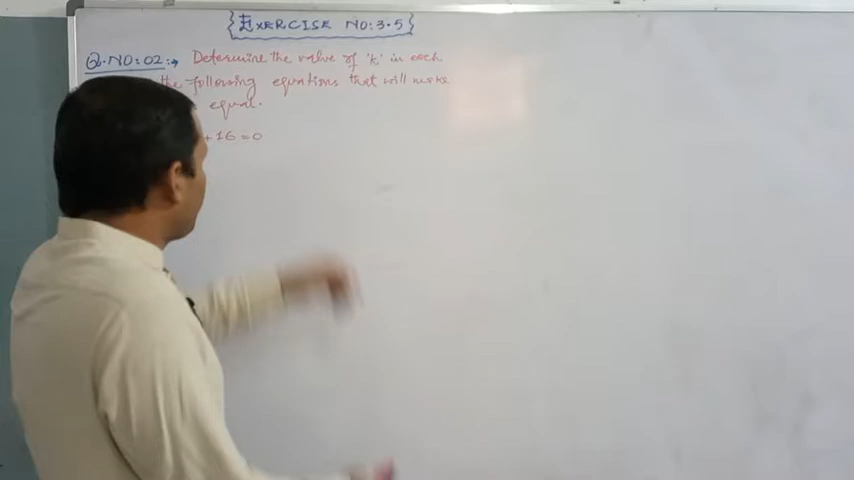 EXERCISE NO:3.5
Q.NO:02:→ Determine the value of 'k' in each
the following equations that will make
equal.
+16=0